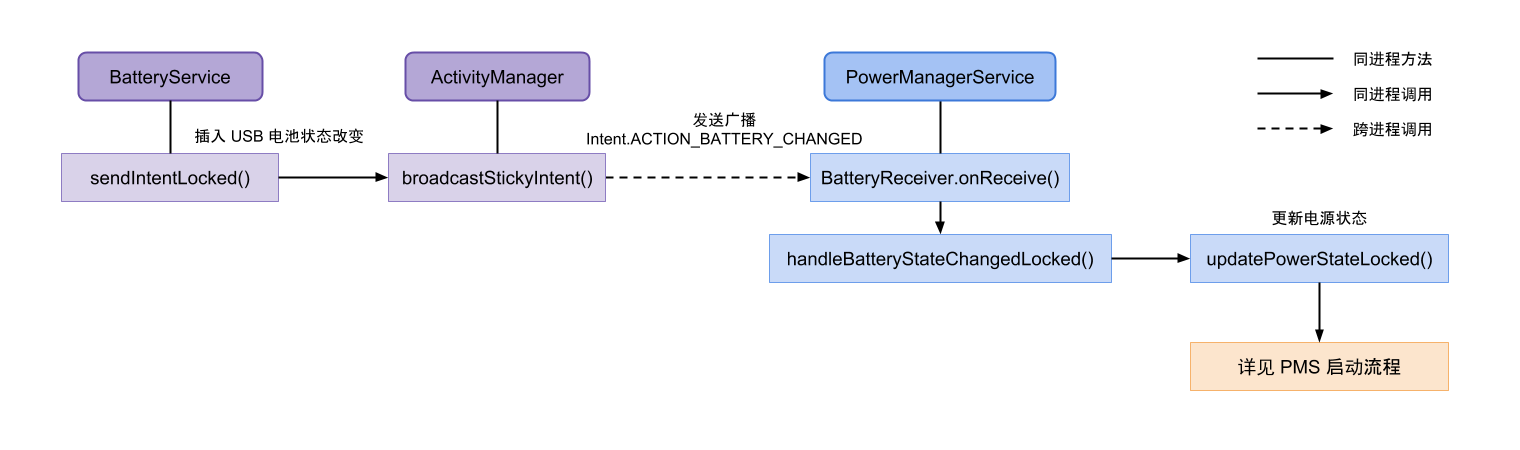 BatteryService
ActivityManager
PowerManagerService
同进程方法
同进程调用
跨进程调用
插入 USB 电池状态改变
发送广播
Intent.ACTION_BATTERY_CHANGED
sendIntentLocked()
broadcastStickyIntent()
BatteryReceiver.onReceive()
更新电源状态
handleBatteryStateChangedLocked()
updatePowerStateLocked()
详见 PMS 启动流程